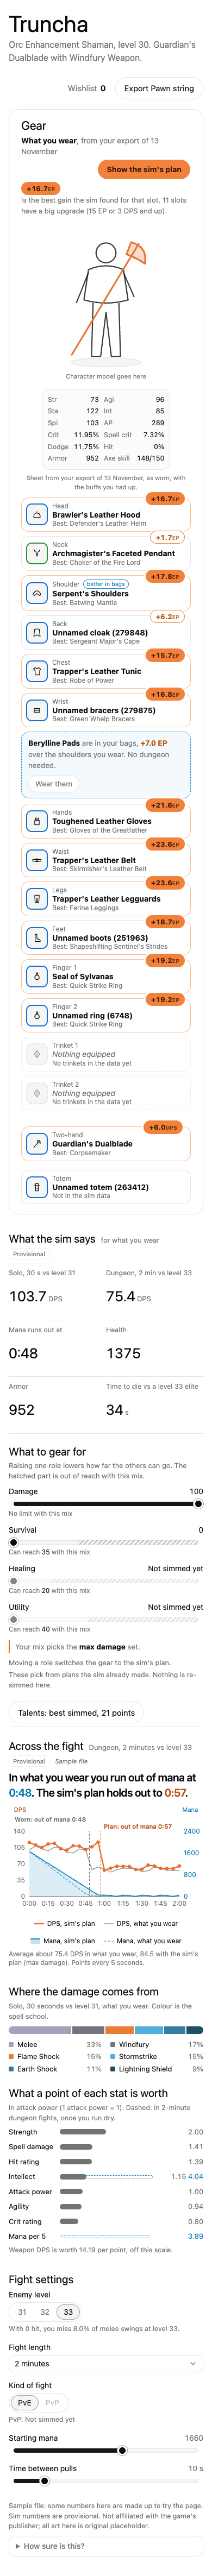 Truncha
Orc Enhancement Shaman, level 30. Guardian's
Dualblade with Windfury Weapon.
Wishlist 0
Export Pawn string
Gear
What you wear, from your export of 13
November
Show the sim's plan
+16.7EP
is the best gain the sim found for that slot. 11 slots
have a big upgrade (15 EP or 3 DPS and up).
Character model goes here
Str 73 Agi 96
Sta 122 Int 85
Spi 103 AP 289
Crit 11.95% Spell crit 7.32%
Dodge 11.75% Hit 0%
Armor 952 Axe skill 148/150
Sheet from your export of 13 November, as worn, with
the buffs you had up.
+16.7EP
Head
Brawler's Leather Hood
Best: Defender's Leather Helm
+1.7EP
Neck
Archmagister's Faceted Pendant
Best: Choker of the Fire Lord
+17.8EP
Shoulder better in bags
Serpent's Shoulders
Best: Batwing Mantle
+6.2EP
Back
Unnamed cloak (279848)
Best: Sergeant Major's Cape
+15.7EP
Chest
Trapper's Leather Tunic
Best: Robe of Power
+16.8EP
Wrist
Unnamed bracers (279875)
Best: Green Whelp Bracers
Berylline Pads are in your bags, +7.0 EP
over the shoulders you wear. No dungeon
needed.
Wear them
+21.6EP
Hands
Toughened Leather Gloves
Best: Gloves of the Greatfather
+23.6EP
Waist
Trapper's Leather Belt
Best: Skirmisher's Leather Belt
+23.6EP
Legs
Trapper's Leather Legguards
Best: Ferine Leggings
+18.7EP
Feet
Unnamed boots (251963)
Best: Shapeshifting Sentinel's Strides
+19.2EP
Finger 1
Seal of Sylvanas
Best: Quick Strike Ring
+19.2EP
Finger 2
Unnamed ring (6748)
Best: Quick Strike Ring
Trinket 1
Nothing equipped
No trinkets in the data yet
Trinket 2
Nothing equipped
No trinkets in the data yet
+6.0DPS
Two-hand
Guardian's Dualblade
Best: Corpsemaker
Totem
Unnamed totem (263412)
Not in the sim data
What the sim says for what you wear
Provisional
Solo, 30 s vs level 31
Dungeon, 2 min vs level 33
103.7 DPS
75.4 DPS
Mana runs out at
Health
0:48
1375
Armor
Time to die vs a level 33 elite
952
34 s
What to gear for
Raising one role lowers how far the others can go. The
hatched part is out of reach with this mix.
Damage 100
No limit with this mix
Survival 0
Can reach 35 with this mix
Healing Not simmed yet
Can reach 20 with this mix
Utility Not simmed yet
Can reach 40 with this mix
Your mix picks the max damage set.
Moving a role switches the gear to the sim's plan.
These pick from plans the sim already made. Nothing is re-
simmed here.
Talents: best simmed, 21 points
Across the fight Dungeon, 2 minutes vs level 33
Provisional Sample file
In what you wear you run out of mana at
0:48. The sim's plan holds out to 0:57.
DPS Mana
Plan: out of mana 0:57
Worn: out mana 0:48
140 2400
105 1600
70
35 800
0 0
0:00 0:15 0:30 0:45 1:00 1:15 1:30 1:45 2:00
DPS, sim's plan DPS, what you wear
Mana, sim's plan Mana, what you wear
Average about 75.4 DPS in what you wear, 84.5 with the sim's
plan (max damage). Points every 5 seconds.
Where the damage comes from
Solo, 30 seconds vs level 31, what you wear. Colour is the
spell school.
Melee 33% Windfury 17%
Flame Shock 15% Stormstrike 15%
Earth Shock 11% Lightning Shield 9%
What a point of each stat is worth
In attack power (1 attack power = 1). Dashed: in 2-minute
dungeon fights, once you run dry.
Strength 2.00
Spell damage 1.41
Hit rating 1.39
Intellect 1.15 4.04
Attack power 1.00
Agility 0.94
Crit rating 0.80
Mana per 5 3.89
Weapon DPS is worth 14.19 per point, off this scale.
Fight settings
Enemy level
31 32 33
With 0 hit, you miss 8.0% of melee swings at level 33.
Fight length
2 minutes
Kind of fight
PvE PvP
PvP: Not simmed yet
Starting mana 1660
Time between pulls 10 s
Sample file: some numbers here are made up to try the page.
Sim numbers are provisional. Not affiliated with the game's
publisher; all art here is original placeholder.
How sure is this?